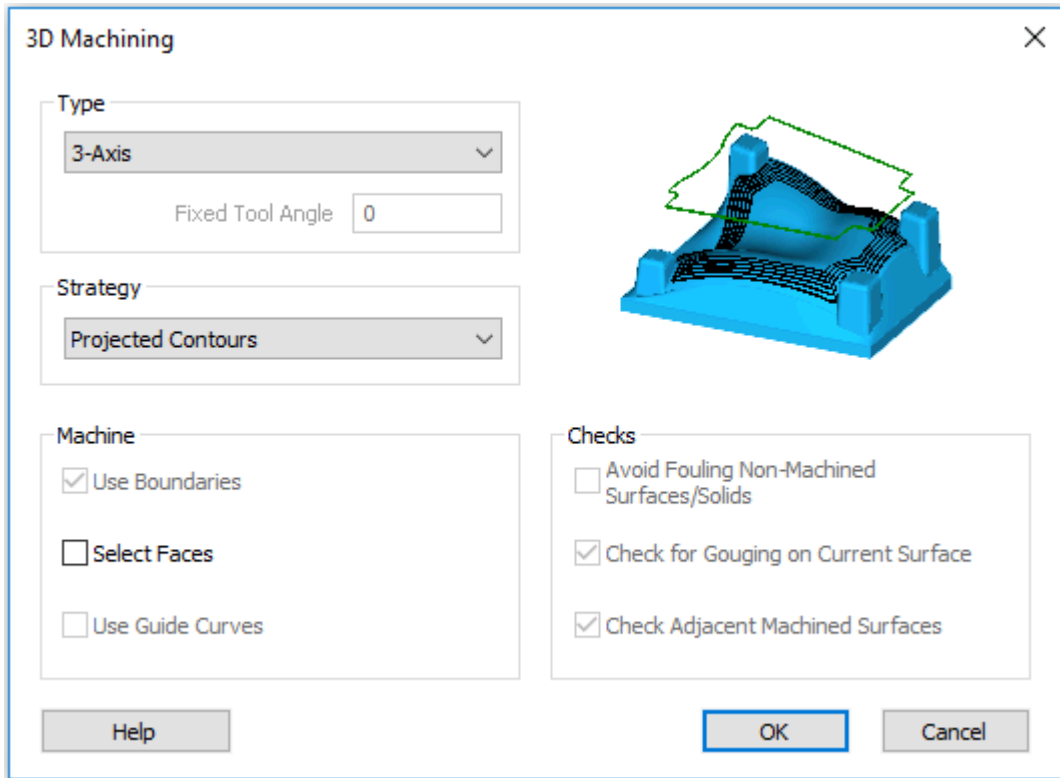 3D Machining
Type
3-Axis
Fixed Tool Angle 0
Strategy
Projected Contours
Machine
Use Boundaries
Select Faces
Use Guide Curves
Checks
Avoid Fouling Non-Machined
Surfaces/Solids
Check for Gouging on Current Surface
Check Adjacent Machined Surfaces
Help
OK
Cancel